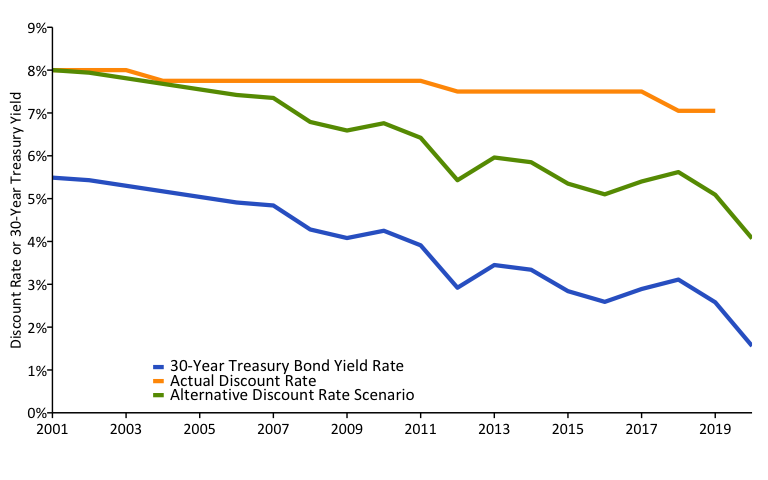 9%
8%
7%
6%
5%
4%
3%
2%
1%
0%
Discount Rate or 30-Year Treasury Yield
30-Year Treasury Bond Yield Rate
Actual Discount Rate
Alternative Discount Rate Scenario
2001 2003 2005 2007 2009 2011 2013 2015 2017 2019